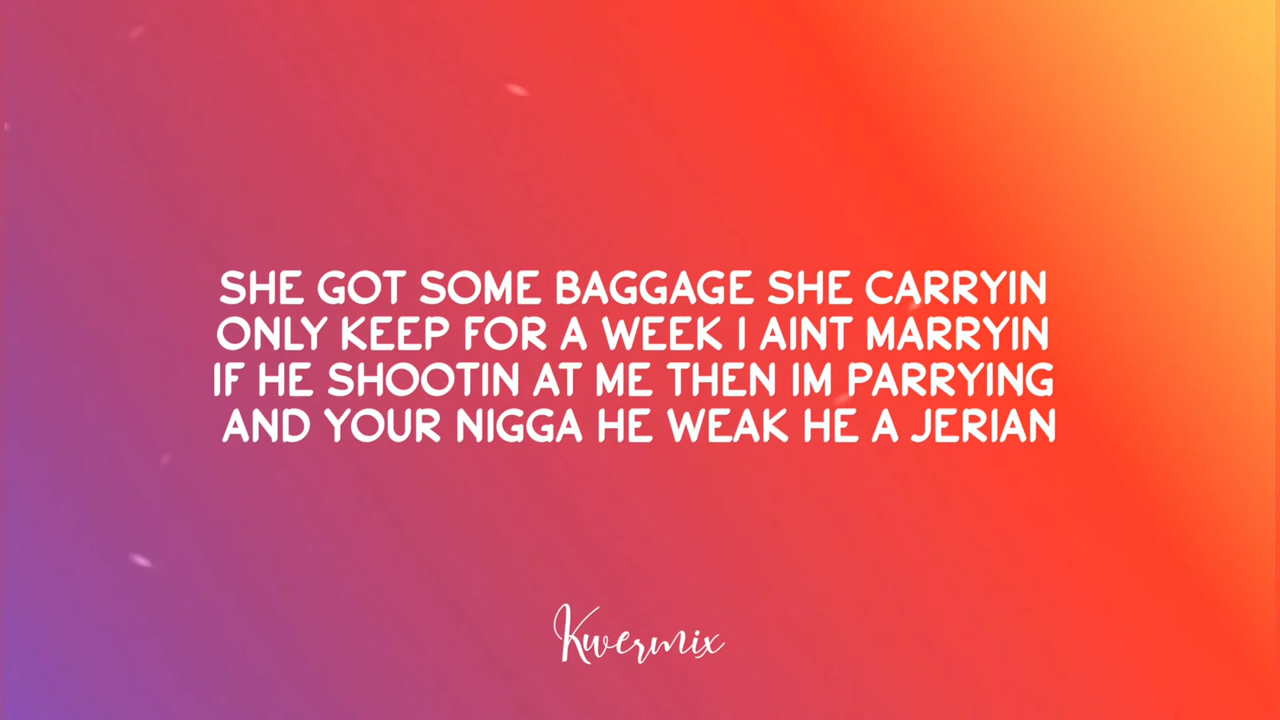 SHE GOT SOME BAGGAGE SHE CARRYIN
ONLY KEEP FOR A WEEK I AINT MARRYIN
IF HE SHOOTIN AT ME THEN IM PARRYING
AND YOUR NIGGA HE WEAK HE A JERIAN
Kwermix